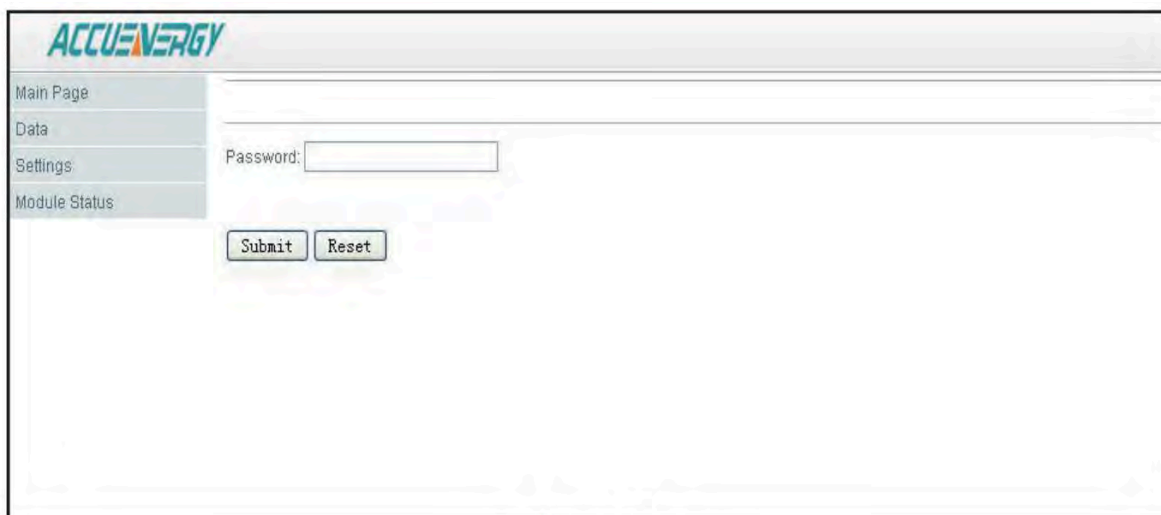 ACCUENERGY
Main Page
Data
Settings
Module Status
Password:
Submit Reset